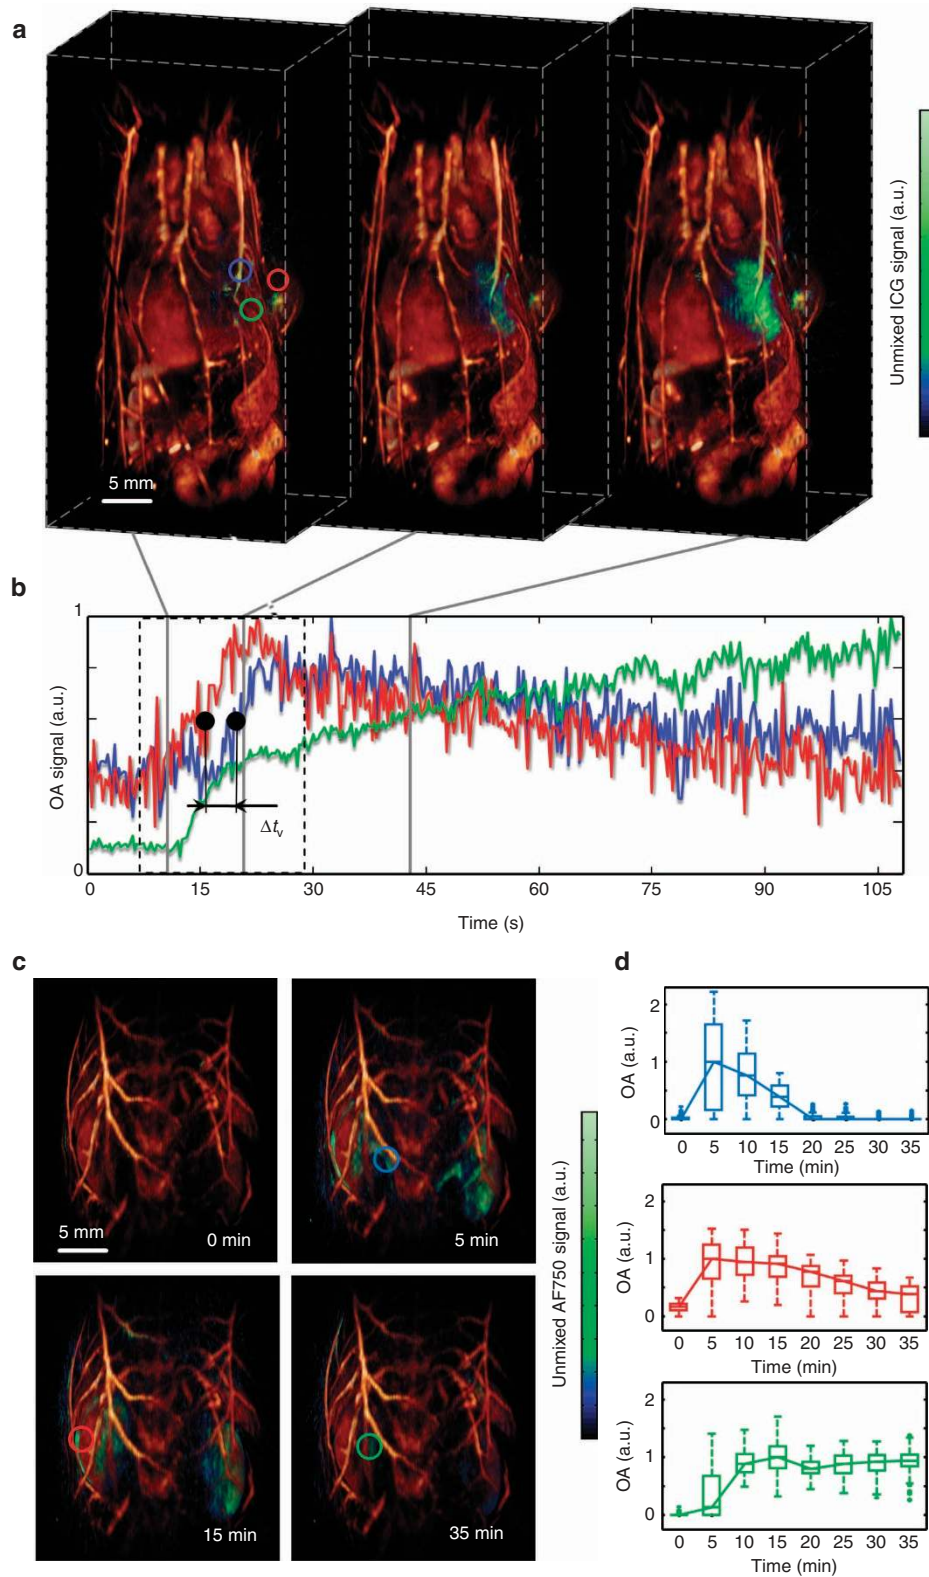 a
Unmixed ICG signal (a.u.)
5 mm
b
1
OA signal (a.u.)
Δtv
0
0 15 30 45 60 75 90 105
Time (s)
c
0 min
5 mm
5 min
15 min
35 min
Unmixed AF750 signal (a.u.)
d
2
1
0
OA (a.u.)
0 5 10 15 20 25 30 35
Time (min)
2
1
0
OA (a.u.)
0 5 10 15 20 25 30 35
Time (min)
2
1
0
OA (a.u.)
0 5 10 15 20 25 30 35
Time (min)